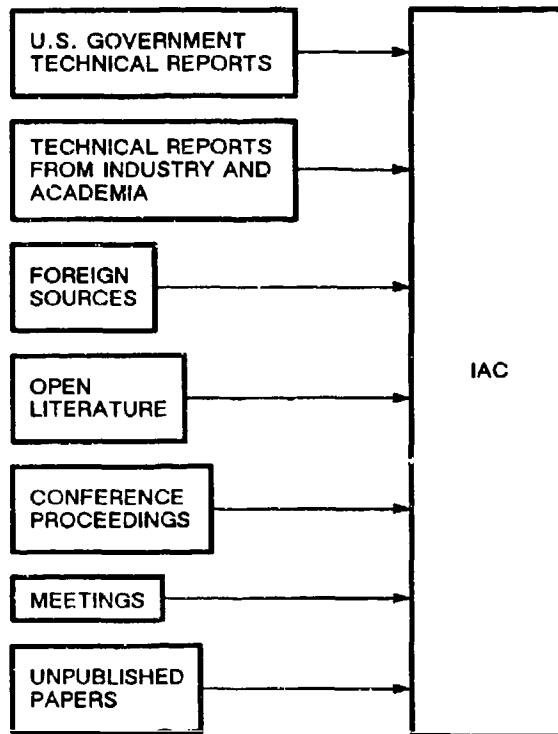 U.S. GOVERNMENT
TECHNICAL REPORTS
TECHNICAL REPORTS
FROM INDUSTRY AND
ACADEMIA
FOREIGN
SOURCES
OPEN
LITERATURE
IAC
CONFERENCE
PROCEEDINGS
MEETINGS
UNPUBLISHED
PAPERS